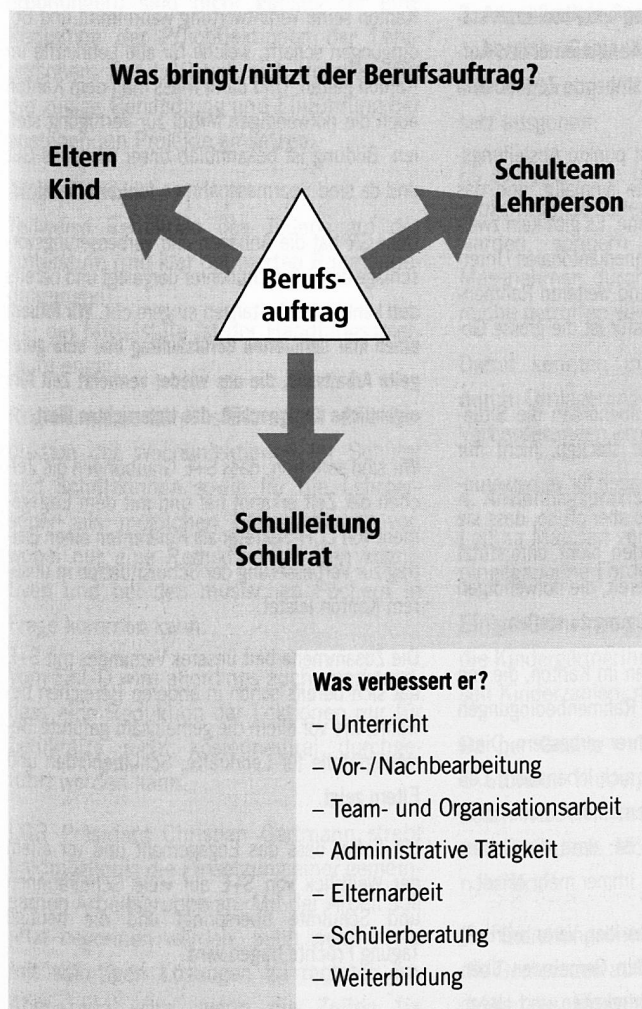 Was bringt/nützt der Berufsauftrag?
Eltern
Kind
Schulteam
Lehrperson
Berufs-
auftrag
Schulleitung
Schulrat
Was verbessert er?
– Unterricht
– Vor-/Nachbearbeitung
– Team- und Organisationsarbeit
– Administrative Tätigkeit
– Elternarbeit
– Schülerberatung
– Weiterbildung